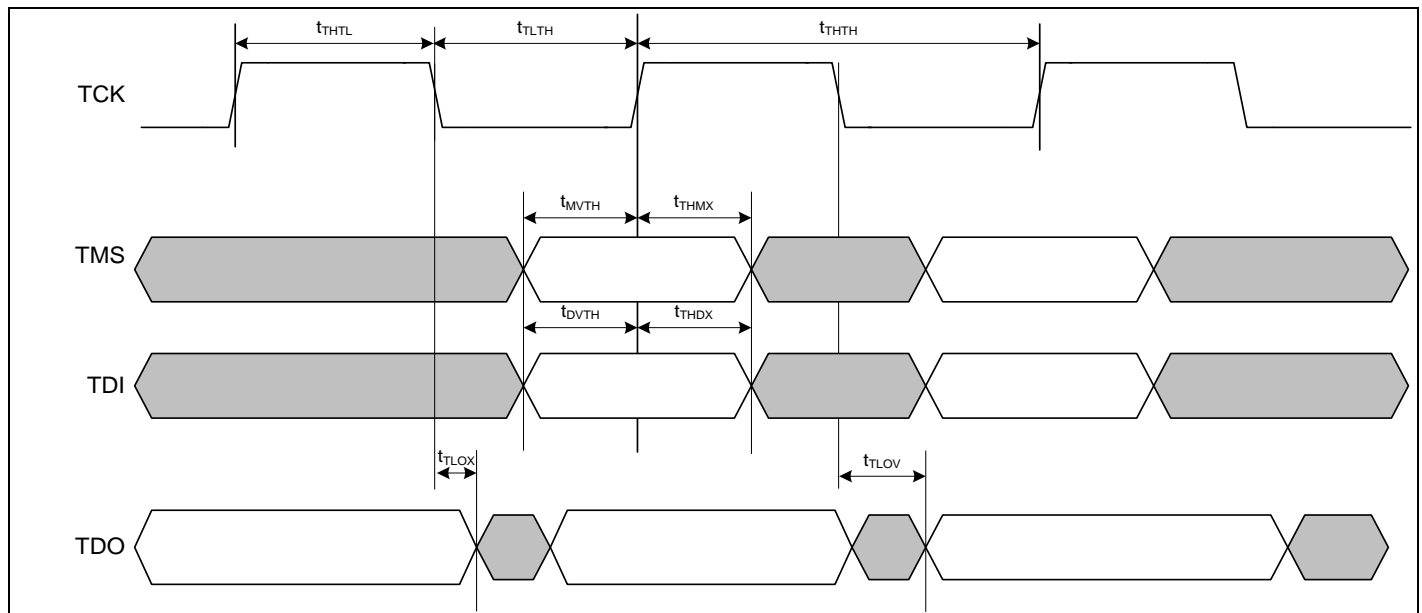 tTHTL tTLTH tTHTH
TCK
tMVTH tTHMX
TMS
tDVTH tTHDX
TDI
tTLOX tTLOV
TDO